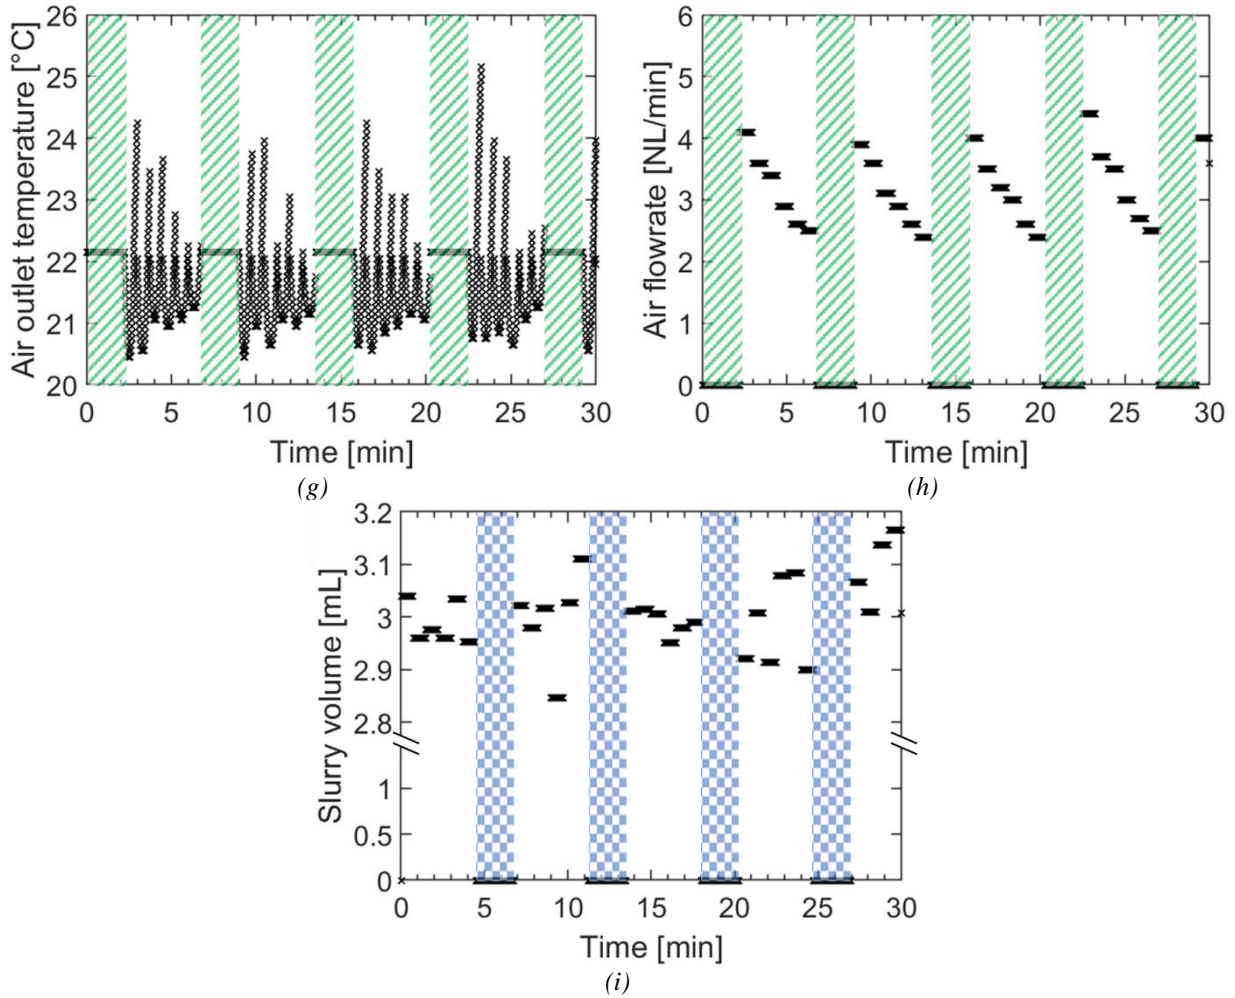 Air outlet temperature [°C]
26
25
24
23
22
21
20
0 5 10 15 20 25 30
Time [min]
(g)
Air flowrate [NL/min]
6
5
4
3
2
1
0
0 5 10 15 20 25 30
Time [min]
(h)
Slurry volume [mL]
3.2
3.1
3
2.9
2.8
1
0.5
0
0 5 10 15 20 25 30
Time [min]
(i)